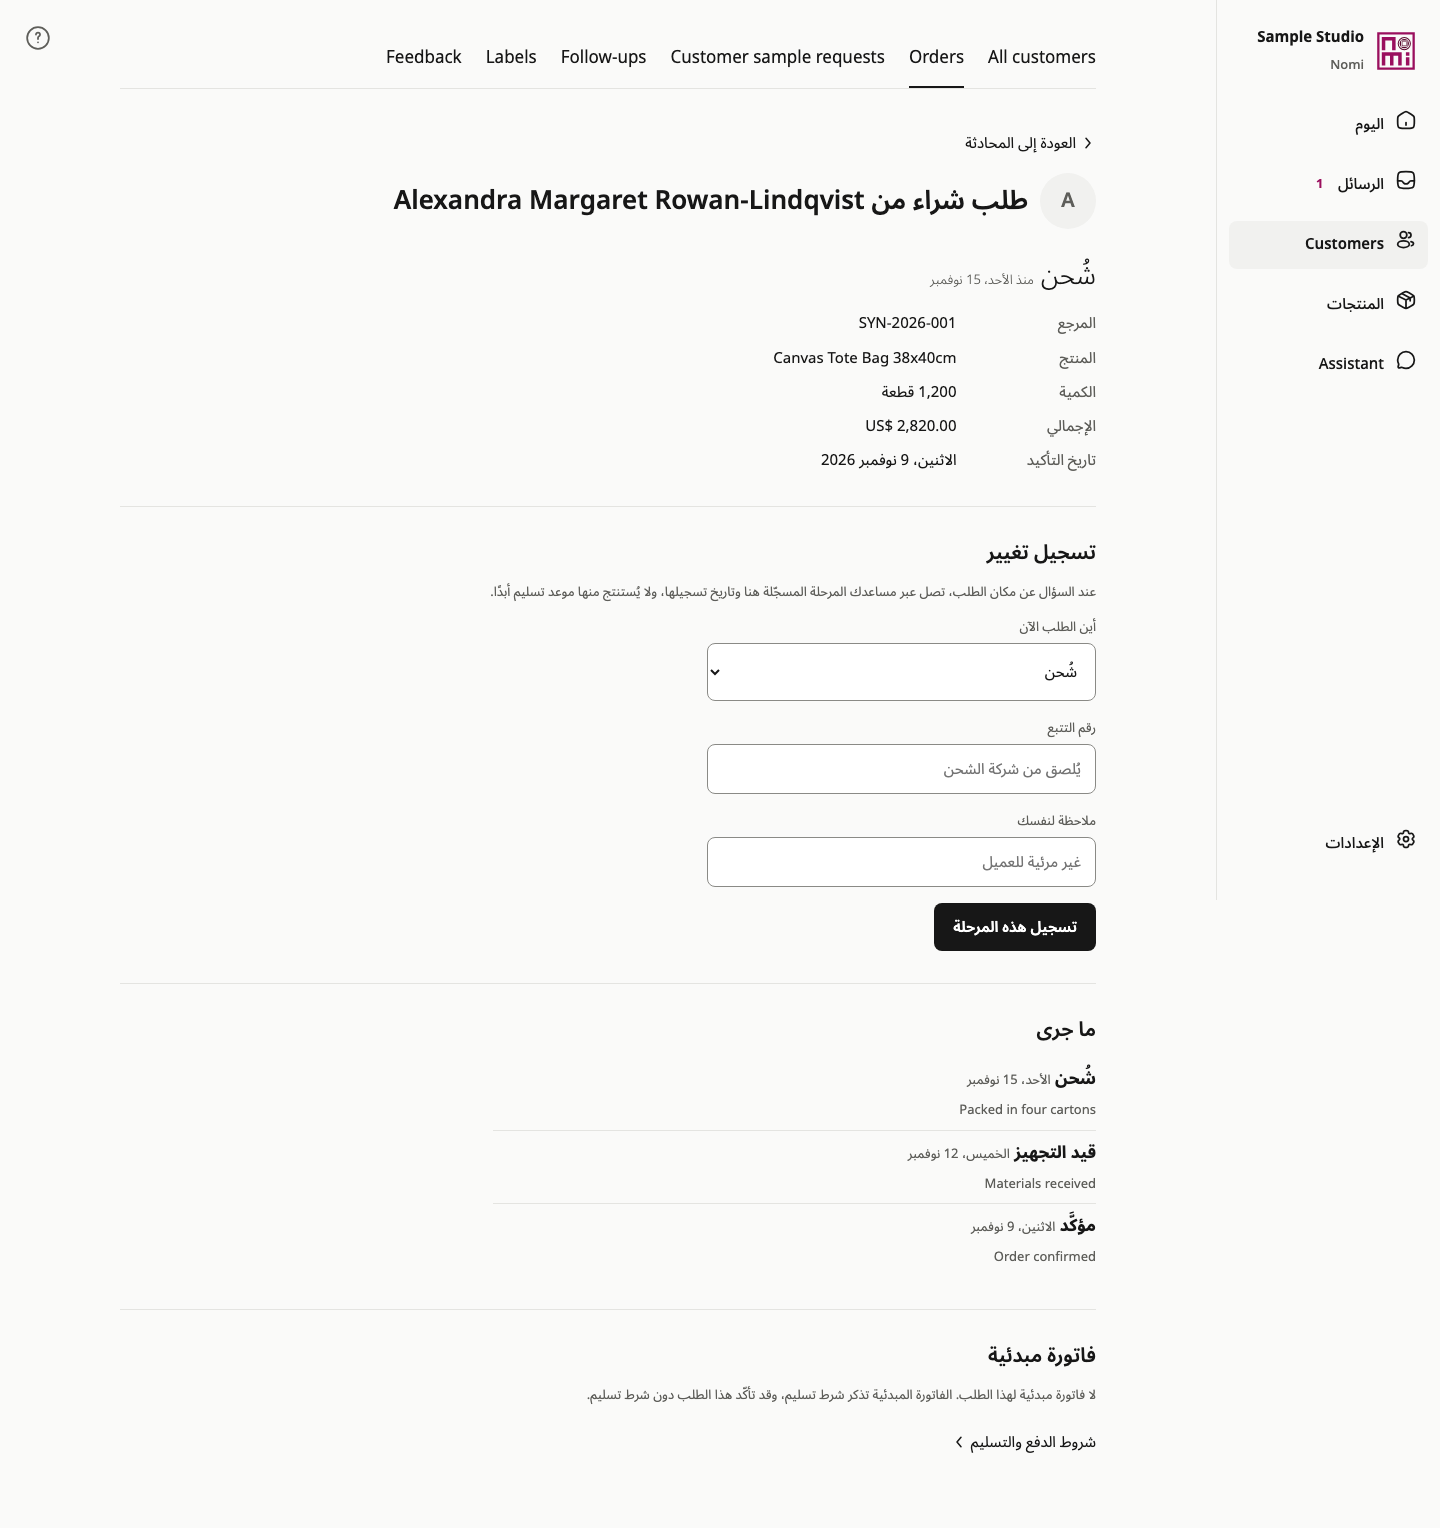 Sample Studio
Nomi
اليوم
الرسائل 1
Customers
المنتجات
Assistant
الإعدادات
All customers
Orders
Customer sample requests
Follow-ups
Labels
Feedback
العودة إلى المحادثة
A
طلب شراء من Alexandra Margaret Rowan-Lindqvist
شُحن منذ الأحد، 15 نوفمبر
المرجع SYN-2026-001
المنتج Canvas Tote Bag 38x40cm
الكمية 1,200 قطعة
الإجمالي US$ 2,820.00
تاريخ التأكيد الاثنين، 9 نوفمبر 2026
تسجيل تغيير
عند السؤال عن مكان الطلب، تصل عبر مساعدك المرحلة المسجّلة هنا وتاريخ تسجيلها، ولا يُستنتج منها موعد تسليم أبدًا.
أين الطلب الآن
شُحن
رقم التتبع
يُلصق من شركة الشحن
ملاحظة لنفسك
غير مرئية للعميل
تسجيل هذه المرحلة
ما جرى
شُحن الأحد، 15 نوفمبر
Packed in four cartons
قيد التجهيز الخميس، 12 نوفمبر
Materials received
مؤكَّد الاثنين، 9 نوفمبر
Order confirmed
فاتورة مبدئية
لا فاتورة مبدئية لهذا الطلب. الفاتورة المبدئية تذكر شرط تسليم، وقد تأكّد هذا الطلب دون شرط تسليم.
شروط الدفع والتسليم